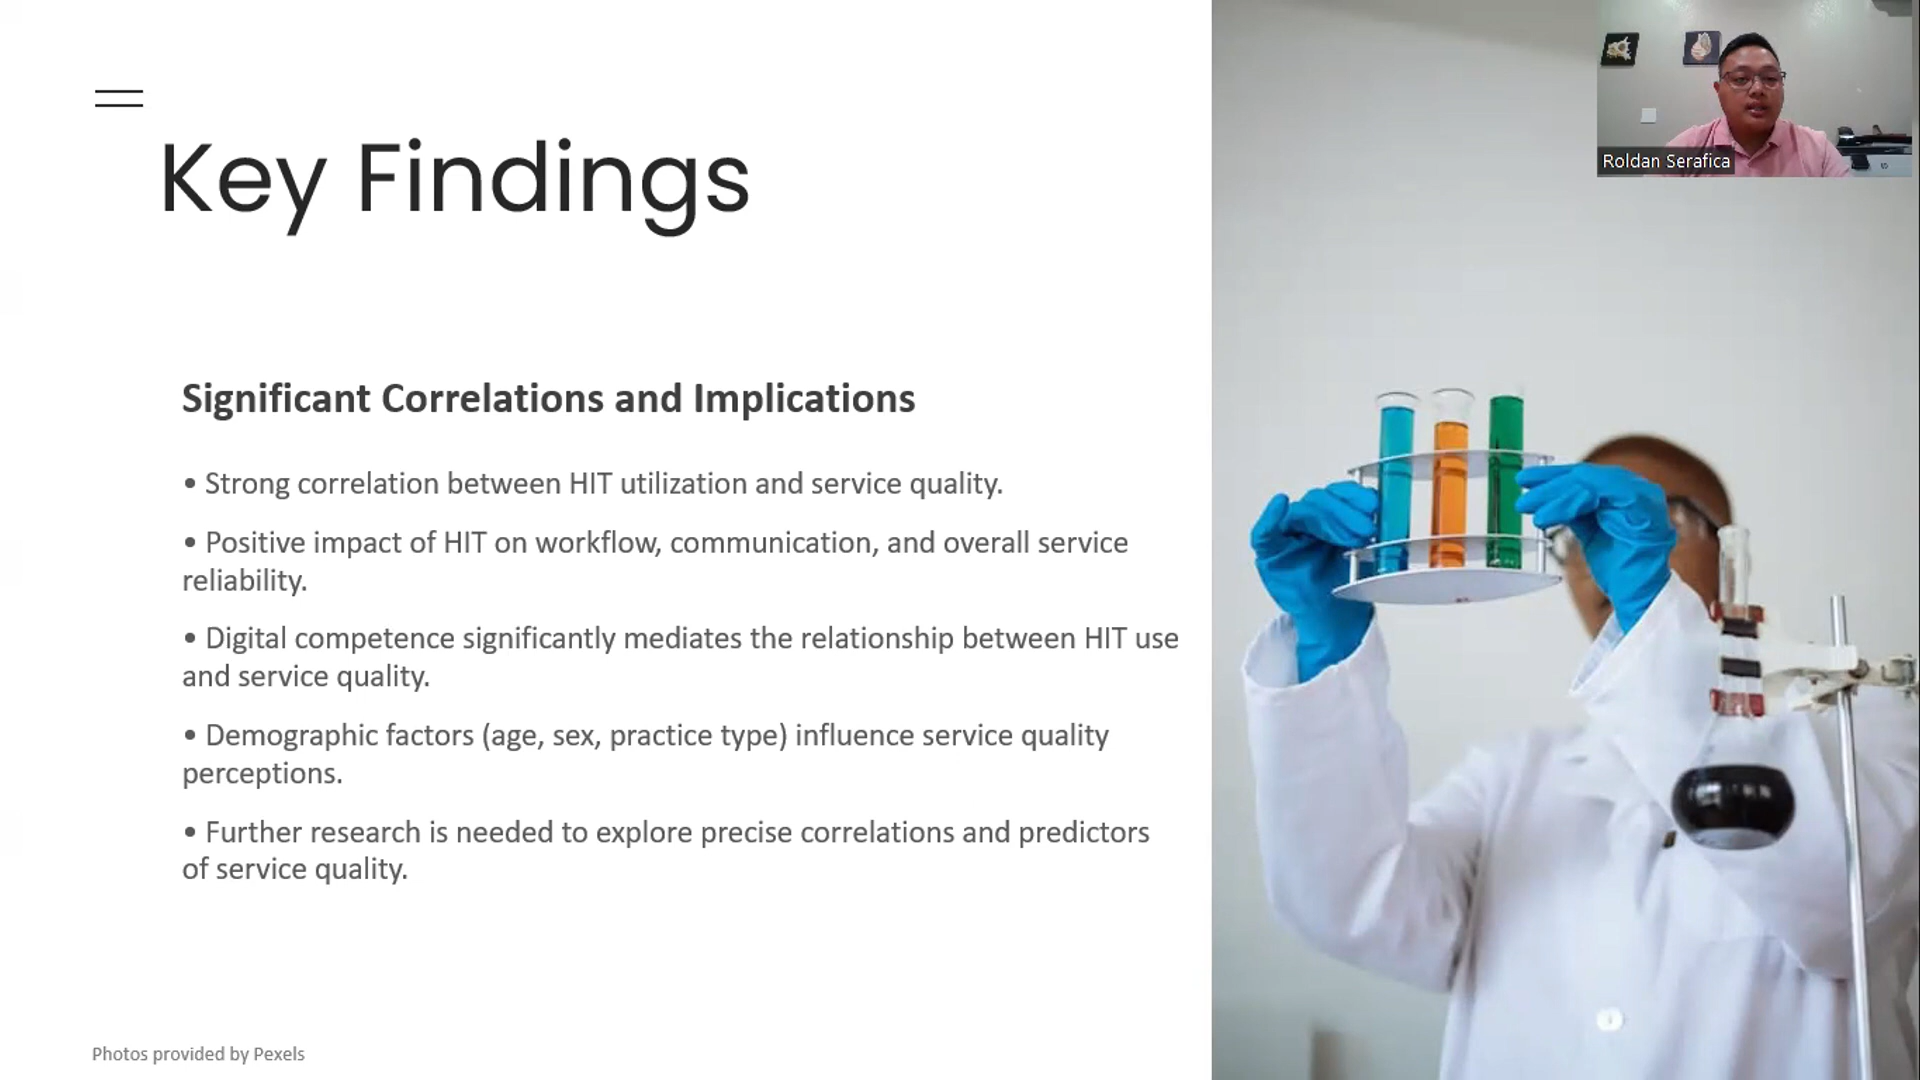 Key Findings
Significant Correlations and Implications
• Strong correlation between HIT utilization and service quality.
• Positive impact of HIT on workflow, communication, and overall service
reliability.
• Digital competence significantly mediates the relationship between HIT use
and service quality.
• Demographic factors (age, sex, practice type) influence service quality
perceptions.
• Further research is needed to explore precise correlations and predictors
of service quality.
Photos provided by Pexels
Roldan Serafica